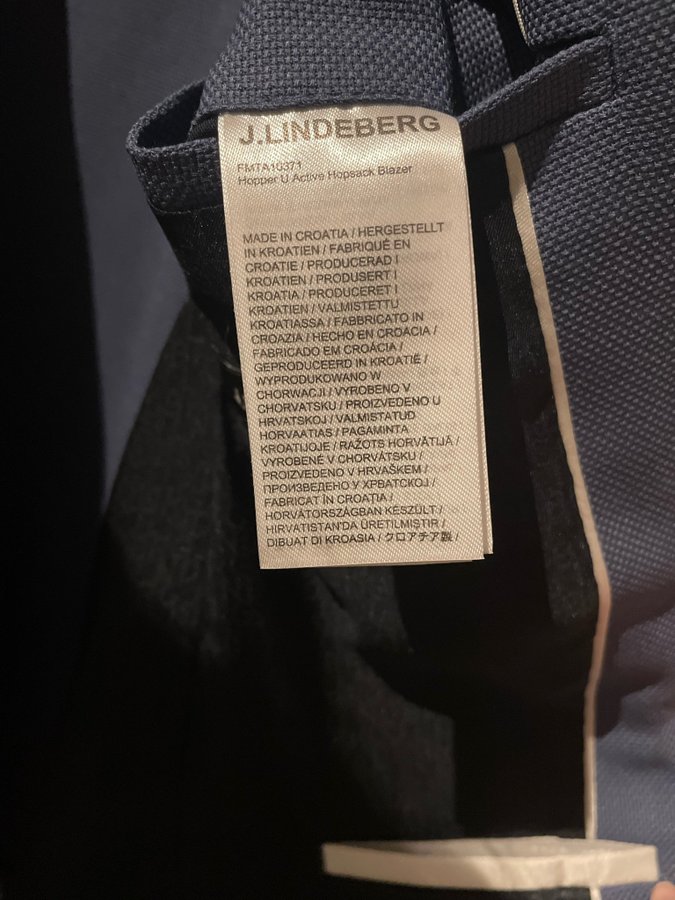 J.LINDEBERG
FMTA10371
Hopper U Active Hopsack Blazer
MADE IN CROATIA / HERGESTELLT
IN KROATIEN / FABRIQUÉ EN
CROATIE / PRODUCERAD I
KROATIEN / PRODUSERT I
KROATIA / PRODUCERET I
KROATIEN / VALMISTETTU
KROATIASSA / FABBRICATO IN
CROAZIA / HECHO EN CROACIA /
FABRICADO EM CROÁCIA /
GEPRODUCEERD IN KROATIË /
WYPRODUKOWANO W
CHORWACJI / VYROBENO V
CHORVATSKU / PROIZVEDENO U
HRVATSKOJ / VALMISTATUD
HORVAATIAS / PAGAMINTA
KROATIJOJE / RAŽOTS HORVĀTIJĀ /
VYROBENÉ V CHORVÁTSKU /
PROIZVEDENO V HRVAŠKEM /
ПРОИЗВЕДЕНО У ХРВАТСКОЈ /
FABRICAT ÎN CROAȚIA /
HORVÁTORSZÁGBAN KÉSZÜLT /
HIRVATISTAN'DA ÜRETILMIŞTIR /
DIBUAT DI KROASIA / クロアチア製 /